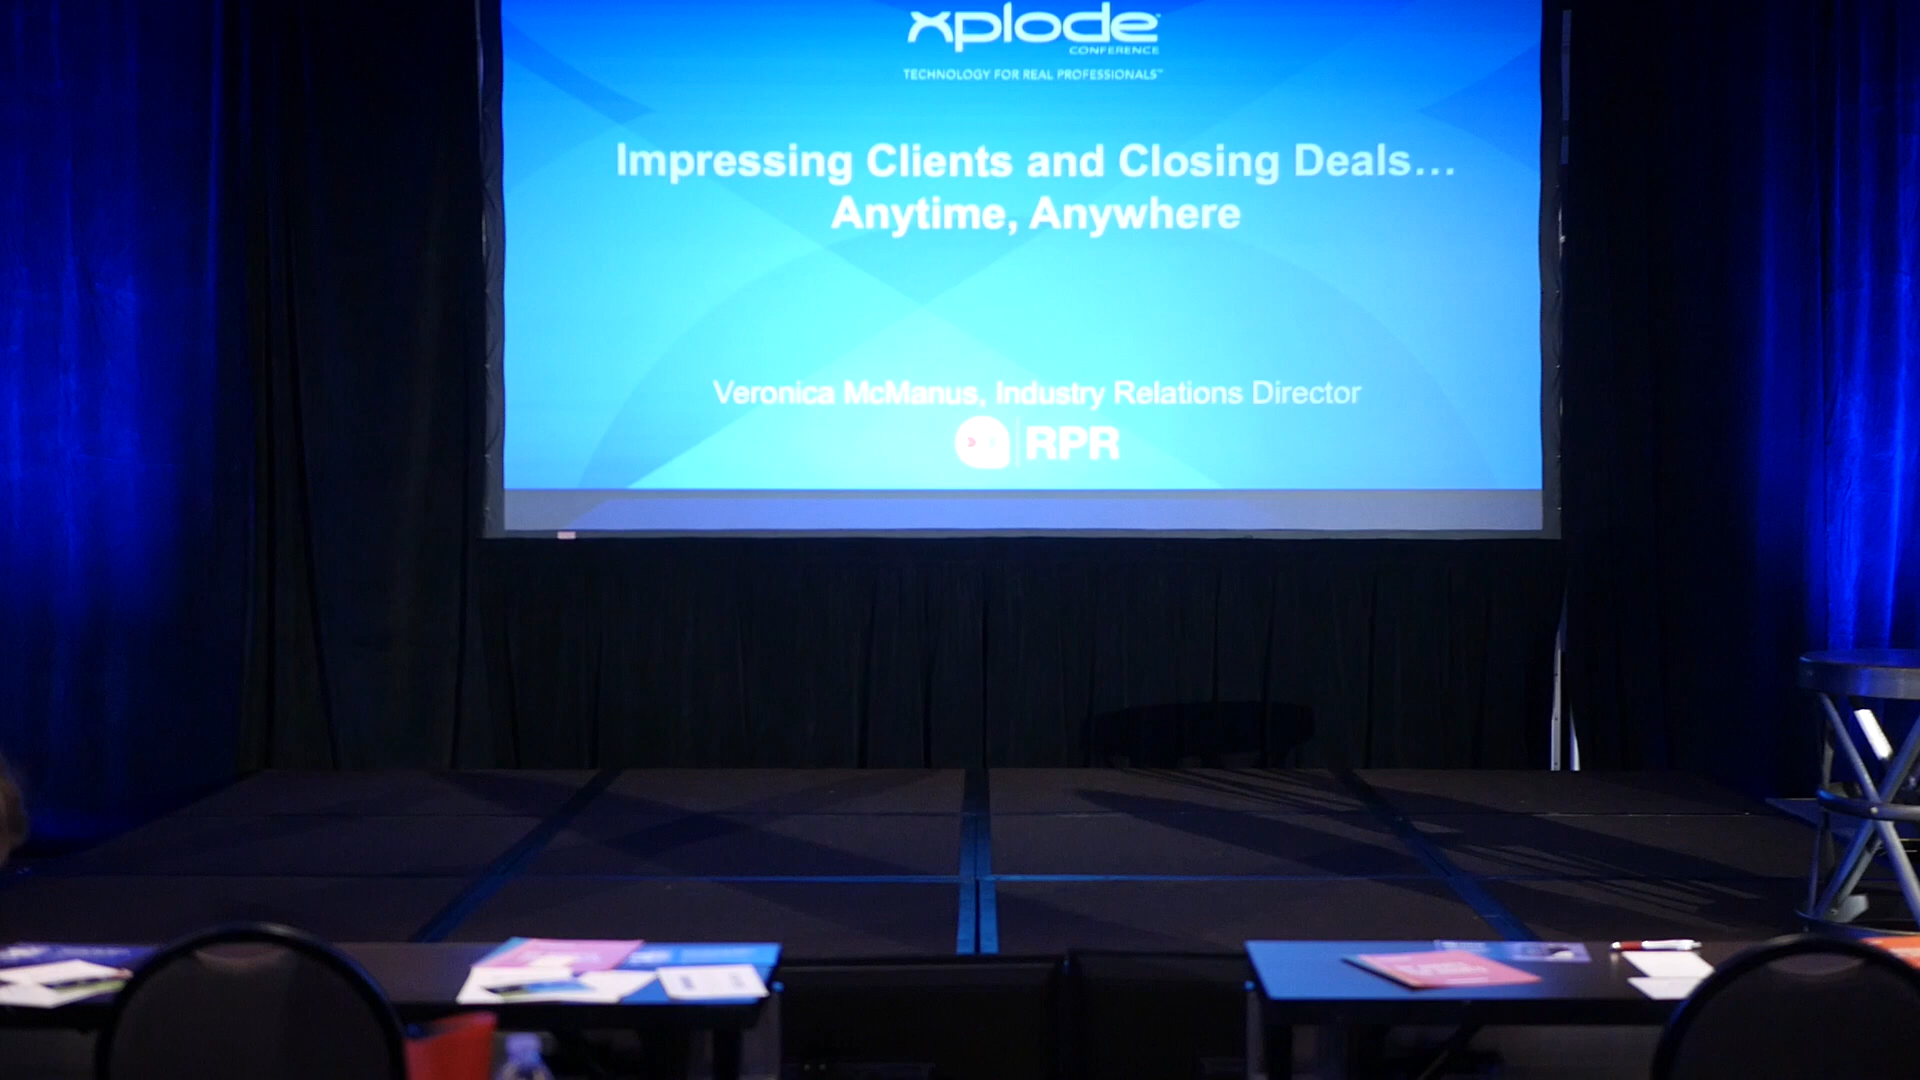 xplode
CONFERENCE
TECHNOLOGY FOR REAL PROFESSIONALS™
Impressing Clients and Closing Deals…
Anytime, Anywhere
Veronica McManus, Industry Relations Director
RPR